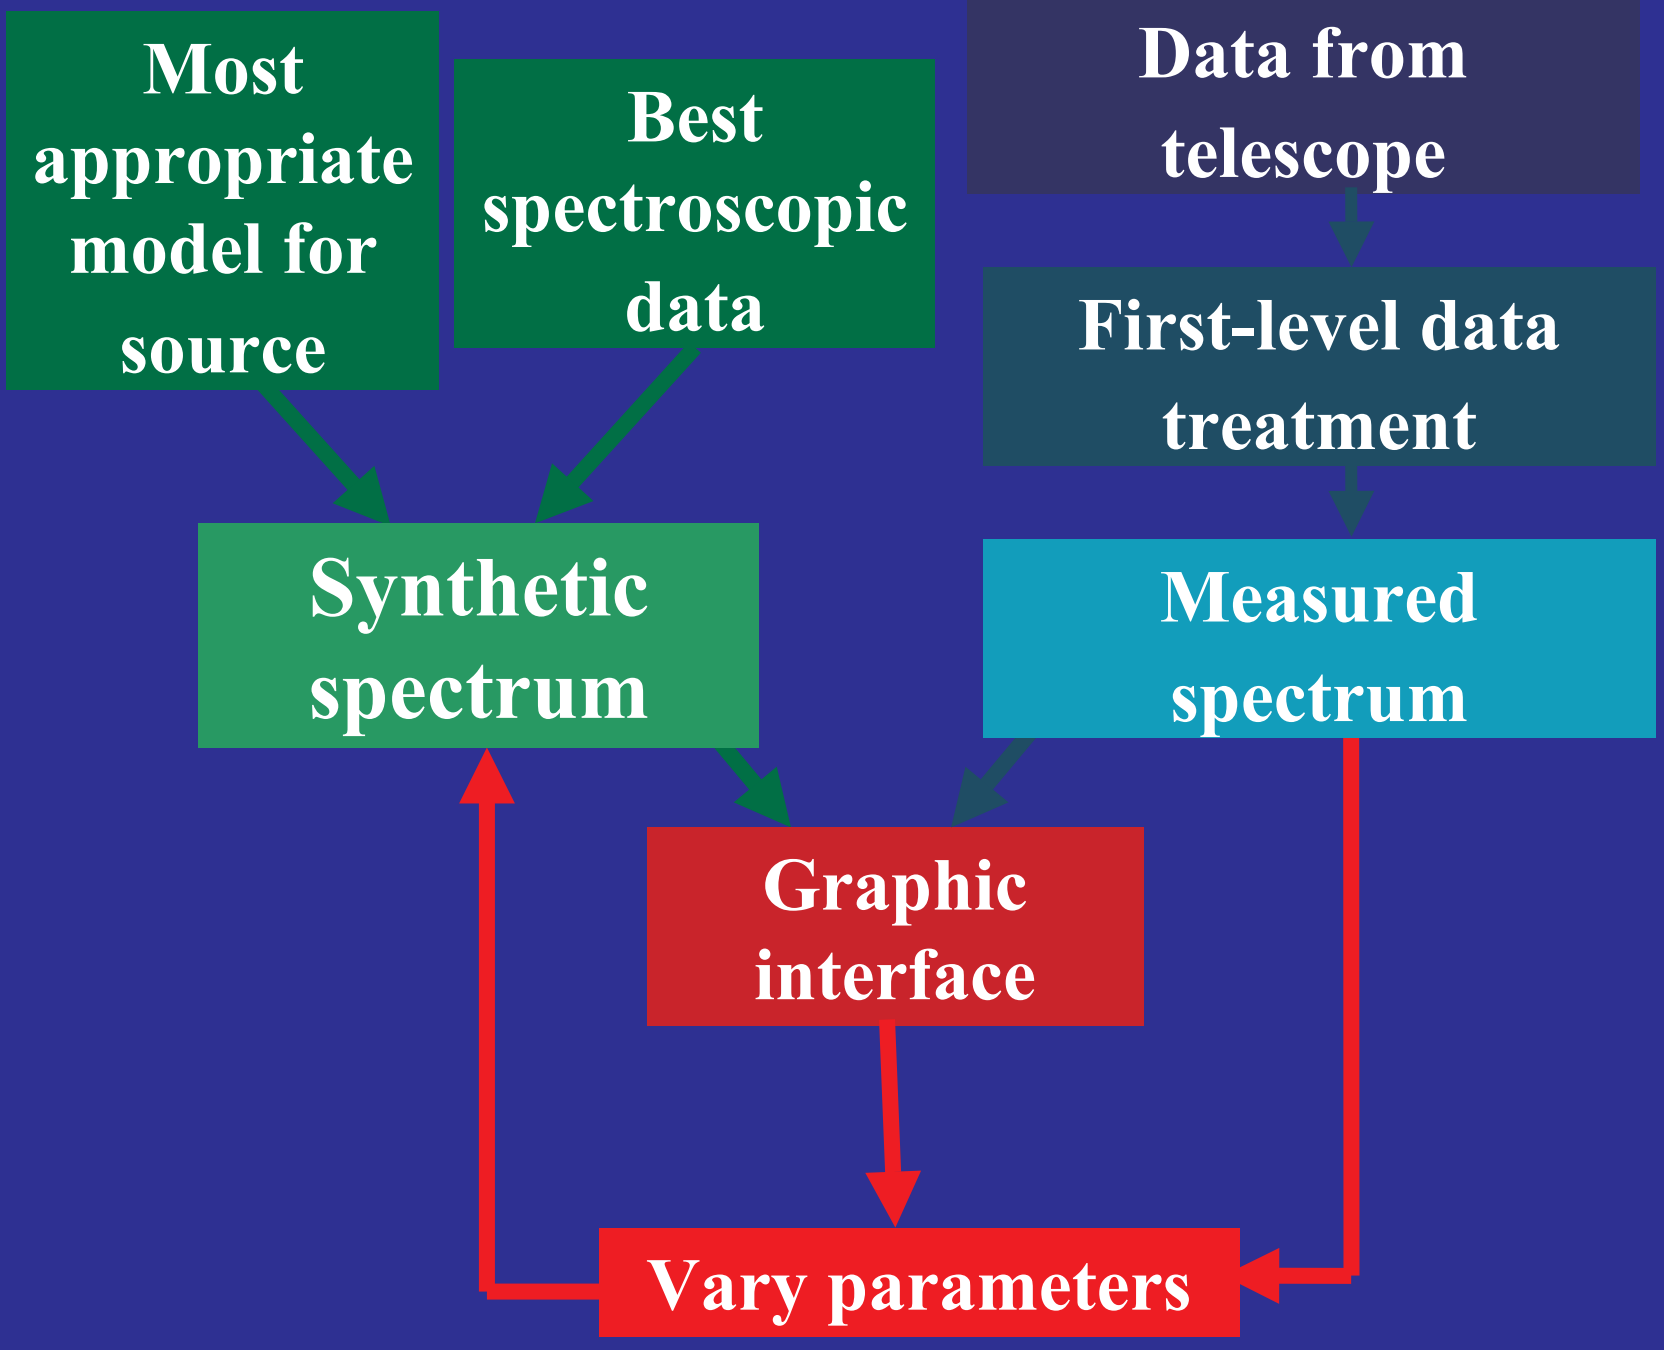 Most
appropriate
model for
source
Best
spectroscopic
data
Data from
telescope
First-level data
treatment
Synthetic
spectrum
Measured
spectrum
Graphic
interface
Vary parameters